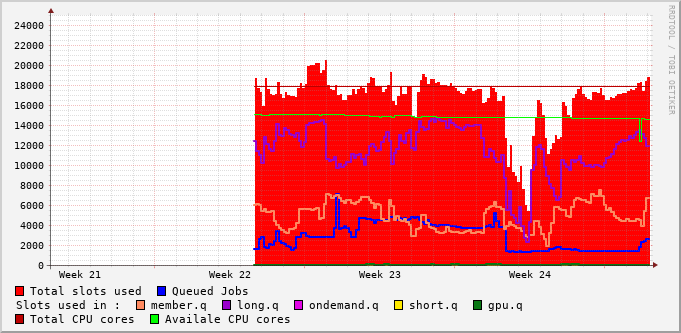 24000
22000
20000
18000
16000
14000
12000
10000
8000
6000
4000
2000
0
Week 21 Week 22 Week 23 Week 24
Total slots used Queued Jobs
Slots used in : member.q long.q ondemand.q short.q gpu.q
Total CPU cores Availale CPU cores
RRDTOOL / TOBI OETIKER